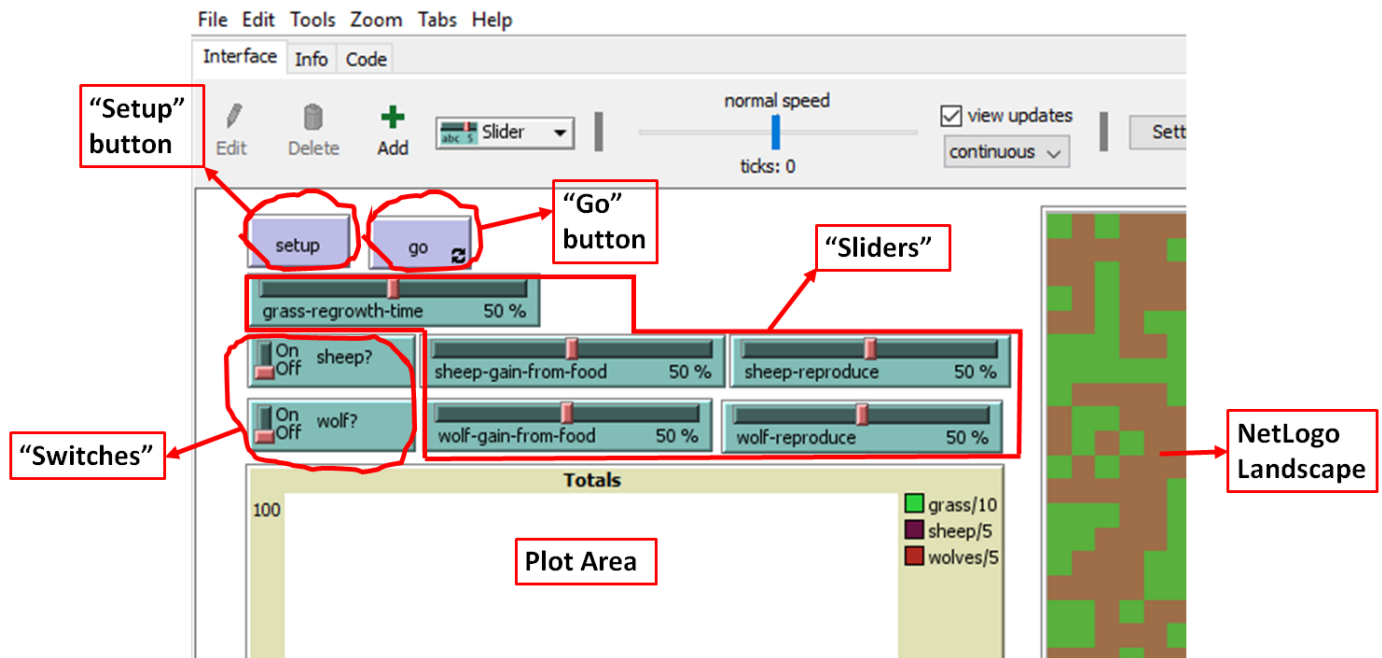 File Edit Tools Zoom Tabs Help
Interface Info Code
"Setup"
button
Edit
Delete
Add
abc 5
Slider
normal speed
ticks: 0
view updates
continuous
Sett
setup
go
"Go"
button
"Sliders"
grass-regrowth-time 50 %
On
Off
sheep?
sheep-gain-from-food 50 %
sheep-reproduce 50 %
On
Off
wolf?
wolf-gain-from-food 50 %
wolf-reproduce 50 %
"Switches"
NetLogo
Landscape
Totals
100
grass/10
sheep/5
wolves/5
Plot Area